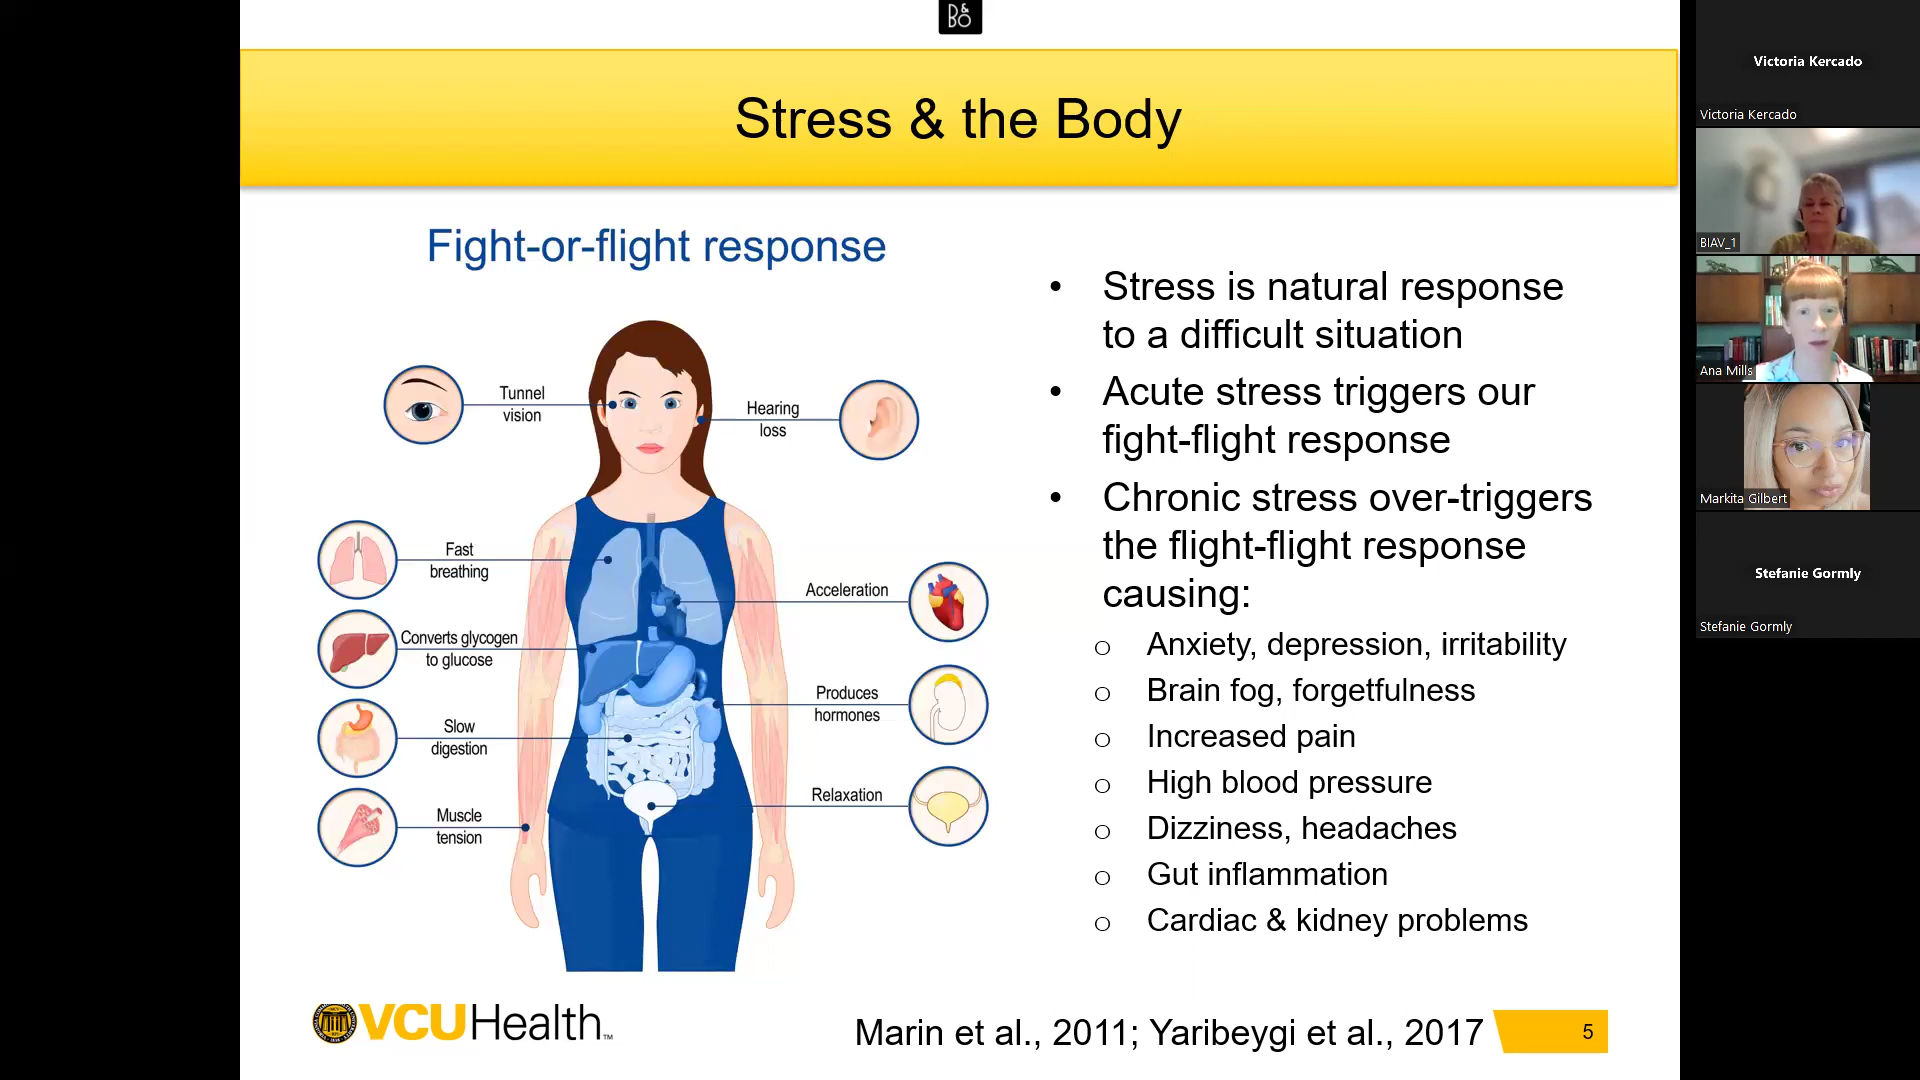 B&O
Stress & the Body
Fight-or-flight response
Tunnel
vision
Hearing
loss
Fast
breathing
Acceleration
Converts glycogen
to glucose
Produces
hormones
Slow
digestion
Relaxation
Muscle
tension
• Stress is natural response
to a difficult situation
• Acute stress triggers our
fight-flight response
• Chronic stress over-triggers
the flight-flight response
causing:
o Anxiety, depression, irritability
o Brain fog, forgetfulness
o Increased pain
o High blood pressure
o Dizziness, headaches
o Gut inflammation
o Cardiac & kidney problems
VCUHealth™
Marin et al., 2011; Yaribeygi et al., 2017
5
Victoria Kercado
Victoria Kercado
BIAV_1
Ana Mills
Markita Gilbert
Stefanie Gormly
Stefanie Gormly